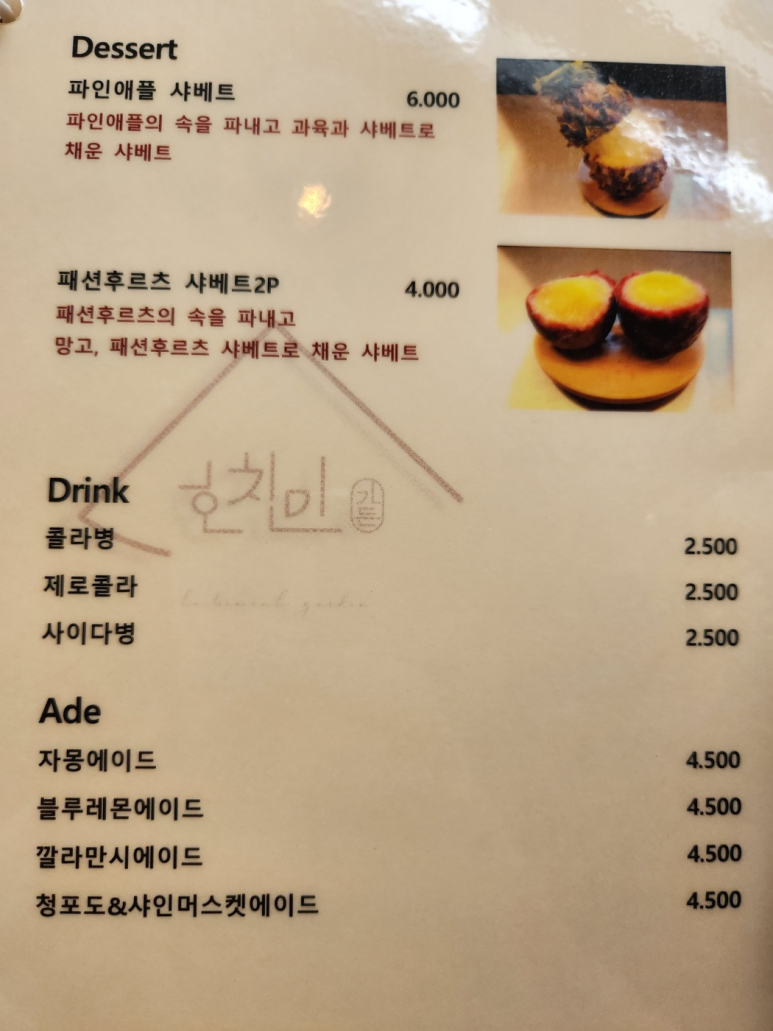 Dessert
파인애플 샤베트 6.000
파인애플의 속을 파내고 과육과 샤베트로
채운 샤베트
패션후르츠 샤베트2P 4.000
패션후르츠의 속을 파내고
망고, 패션후르츠 샤베트로 채운 샤베트
Drink
콜라병 2.500
제로콜라 2.500
사이다병 2.500
Ade
자몽에이드 4.500
블루레몬에이드 4.500
깔라만시에이드 4.500
청포도&샤인머스켓에이드 4.500